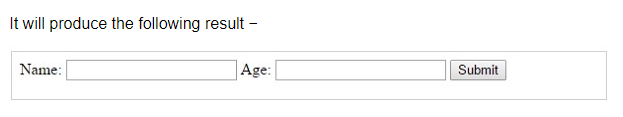 It will produce the following result –
Name: Age: Submit